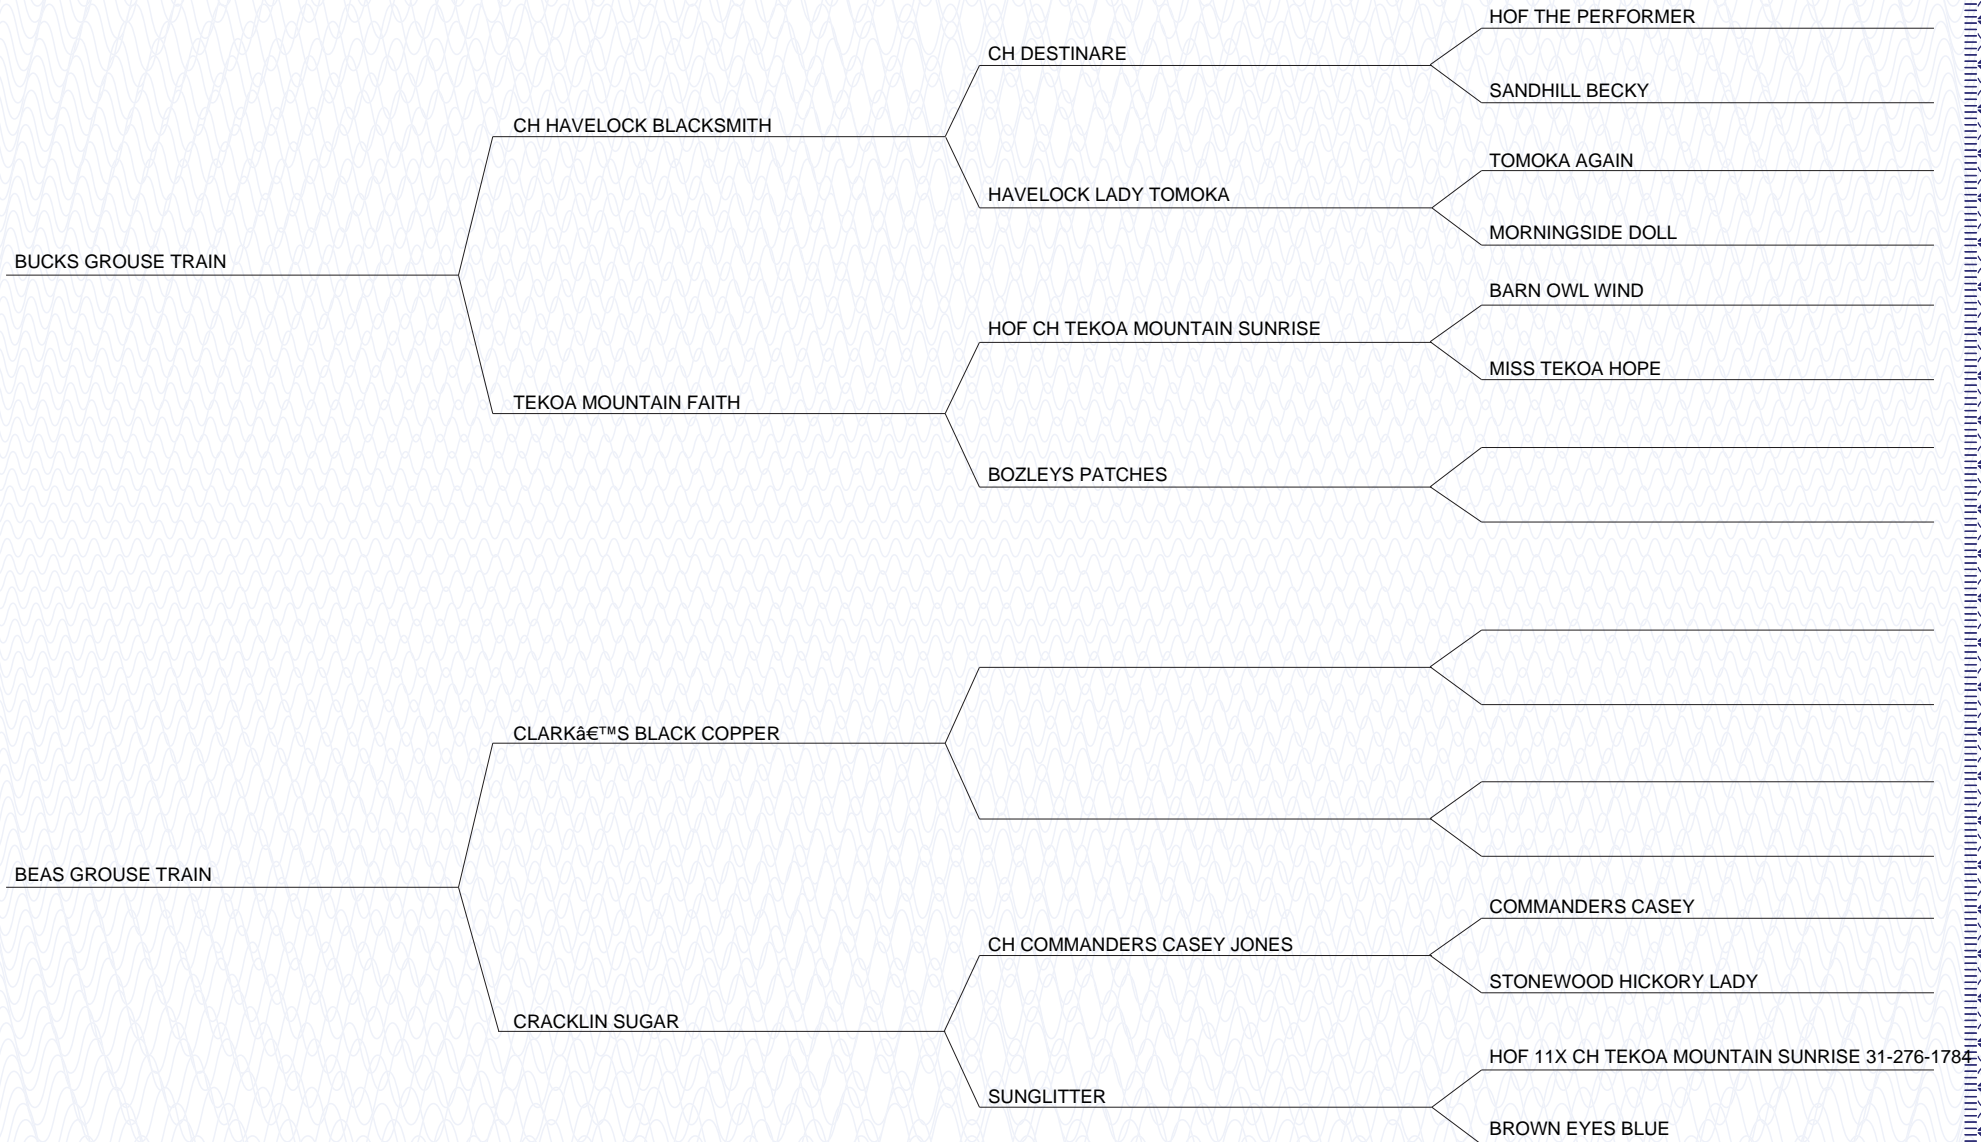 HOF THE PERFORMER
CH DESTINARE
SANDHILL BECKY
CH HAVELOCK BLACKSMITH
TOMOKA AGAIN
HAVELOCK LADY TOMOKA
MORNINGSIDE DOLL
BUCKS GROUSE TRAIN
BARN OWL WIND
HOF CH TEKOA MOUNTAIN SUNRISE
MISS TEKOA HOPE
TEKOA MOUNTAIN FAITH
BOZLEYS PATCHES
CLARKâ€™S BLACK COPPER
BEAS GROUSE TRAIN
COMMANDERS CASEY
CH COMMANDERS CASEY JONES
STONEWOOD HICKORY LADY
CRACKLIN SUGAR
HOF 11X CH TEKOA MOUNTAIN SUNRISE 31-276-1784
SUNGLITTER
BROWN EYES BLUE